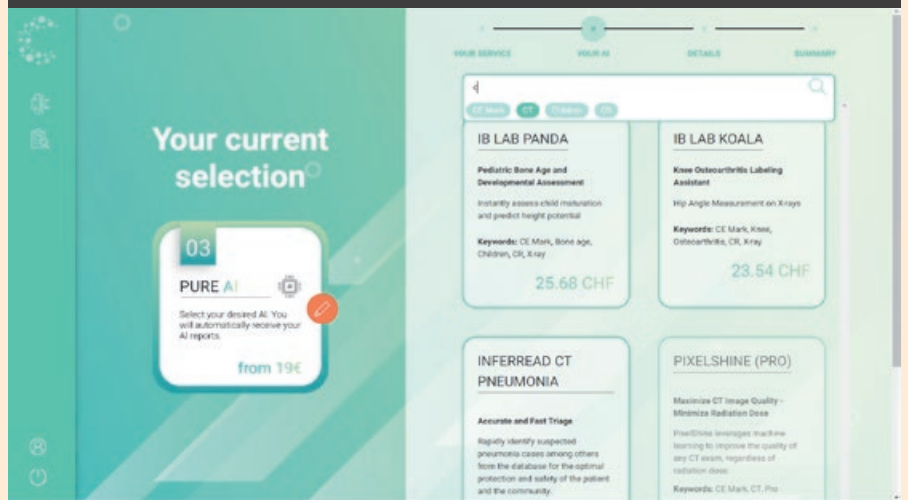 YOUR SERVICE
YOUR AI
DETAILS
SUMMARY
CE Mark
CT
Children
CR
Your current
selection
03
PURE AI
Select your desired AI. You
will automatically receive your
AI reports.
from 19€
IB LAB PANDA
Pediatric Bone Age and
Developmental Assessment
Instantly assess child maturation
and predict height potential
Keywords: CE Mark, Bone age,
Children, CR, X-ray
25.68 CHF
IB LAB KOALA
Knee Osteoarthritis Labeling
Assistant
Hip Angle Measurement on X-rays
Keywords: CE Mark, Knee,
Osteoarthritis, CR, X-ray
23.54 CHF
INFERREAD CT
PNEUMONIA
Accurate and Fast Triage
Rapidly identify suspected
pneumonia cases among others
from the database for the optimal
protection and safety of the patient
and the community.
PIXELSHINE (PRO)
Maximize CT Image Quality -
Minimize Radiation Dose
PixelShine leverages machine
learning to improve the quality of
any CT exam, regardless of
radiation dose.
Keywords: CE Mark, CT, Pro